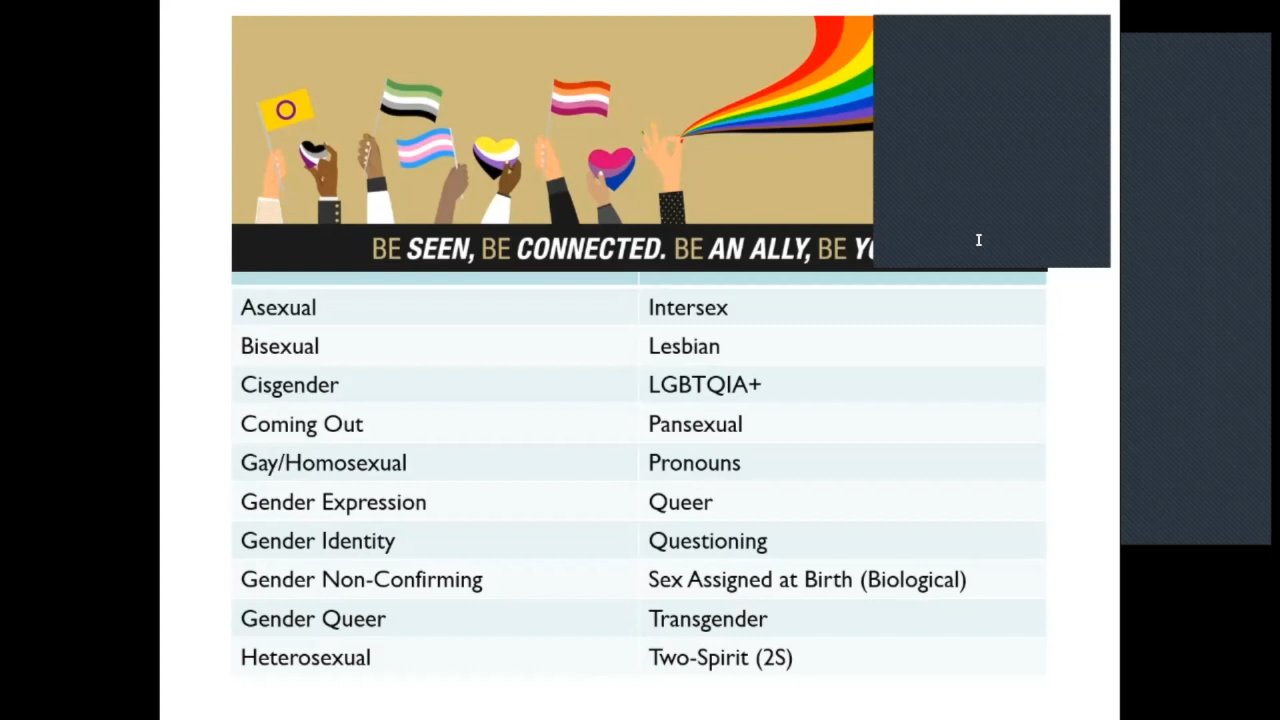 BE SEEN, BE CONNECTED. BE AN ALLY, BE
Asexual
Intersex
Bisexual
Lesbian
Cisgender
LGBTQIA+
Coming Out
Pansexual
Gay/Homosexual
Pronouns
Gender Expression
Queer
Gender Identity
Questioning
Gender Non-Confirming
Sex Assigned at Birth (Biological)
Gender Queer
Transgender
Heterosexual
Two-Spirit (2S)